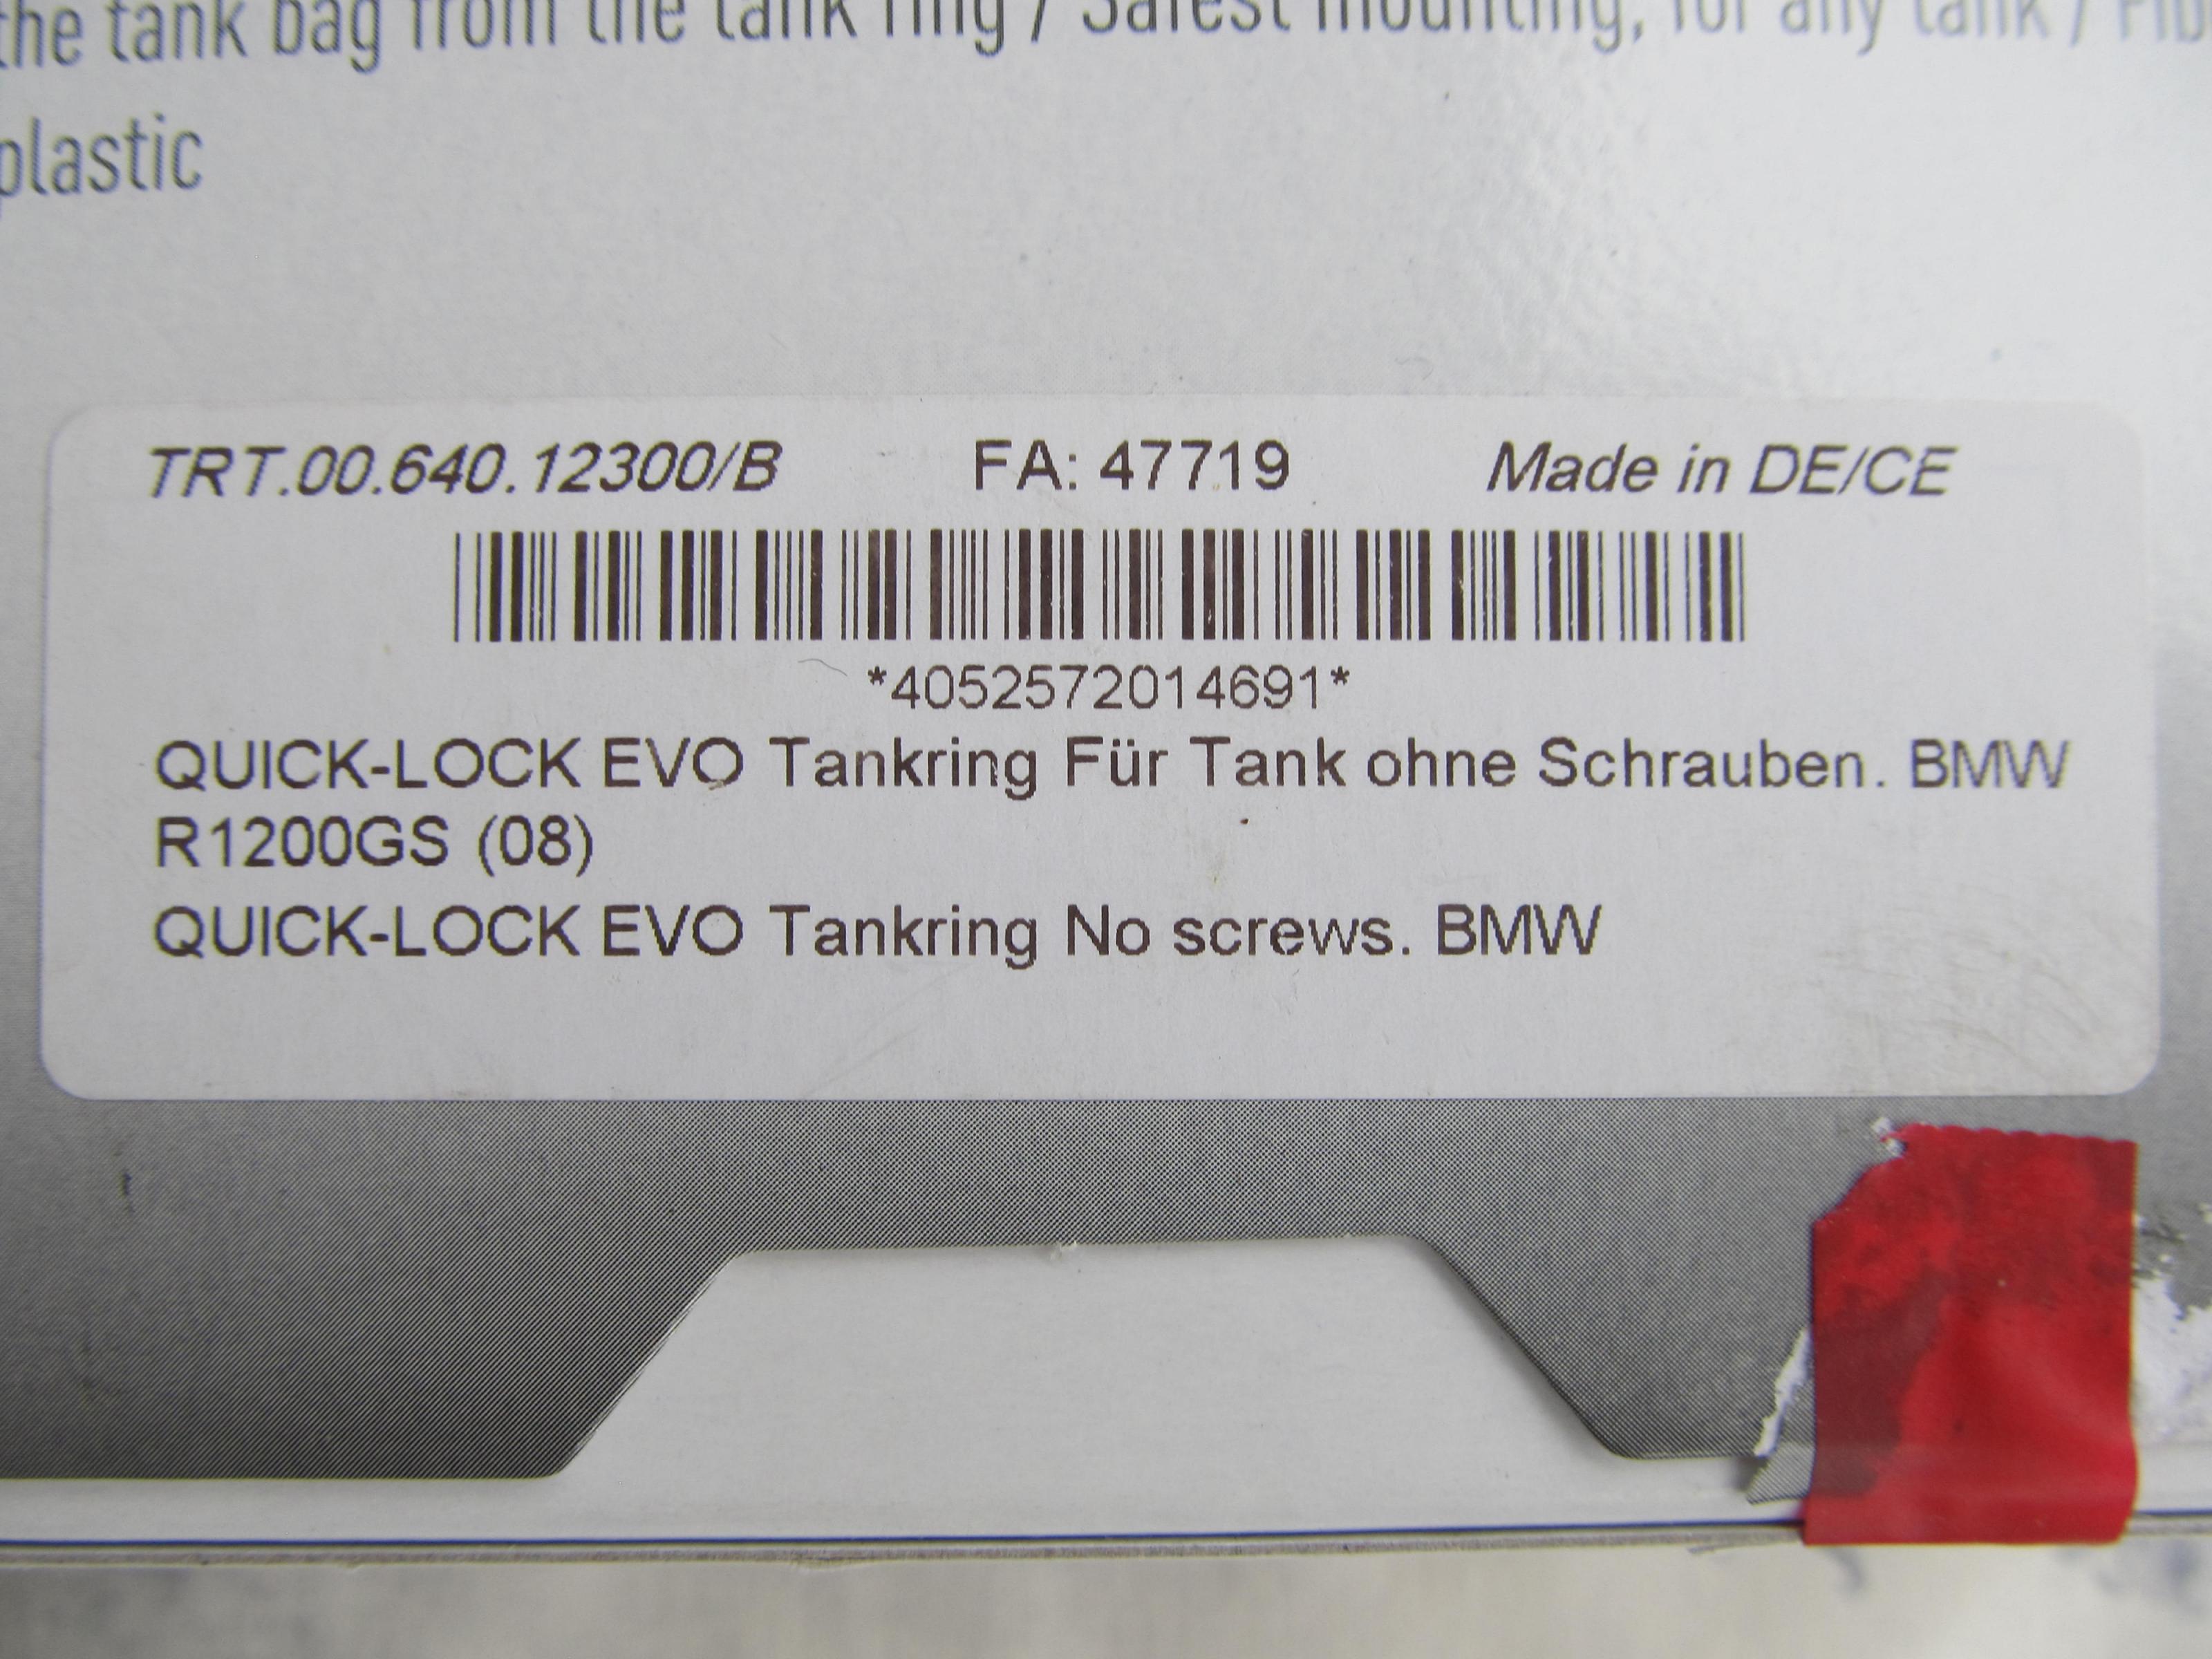 the tank bag from the tank ring / Safest mounting, for any tank / Fib
plastic
TRT.00.640.12300/B FA: 47719 Made in DE/CE
*4052572014691*
QUICK-LOCK EVO Tankring Für Tank ohne Schrauben. BMW
R1200GS (08)
QUICK-LOCK EVO Tankring No screws. BMW